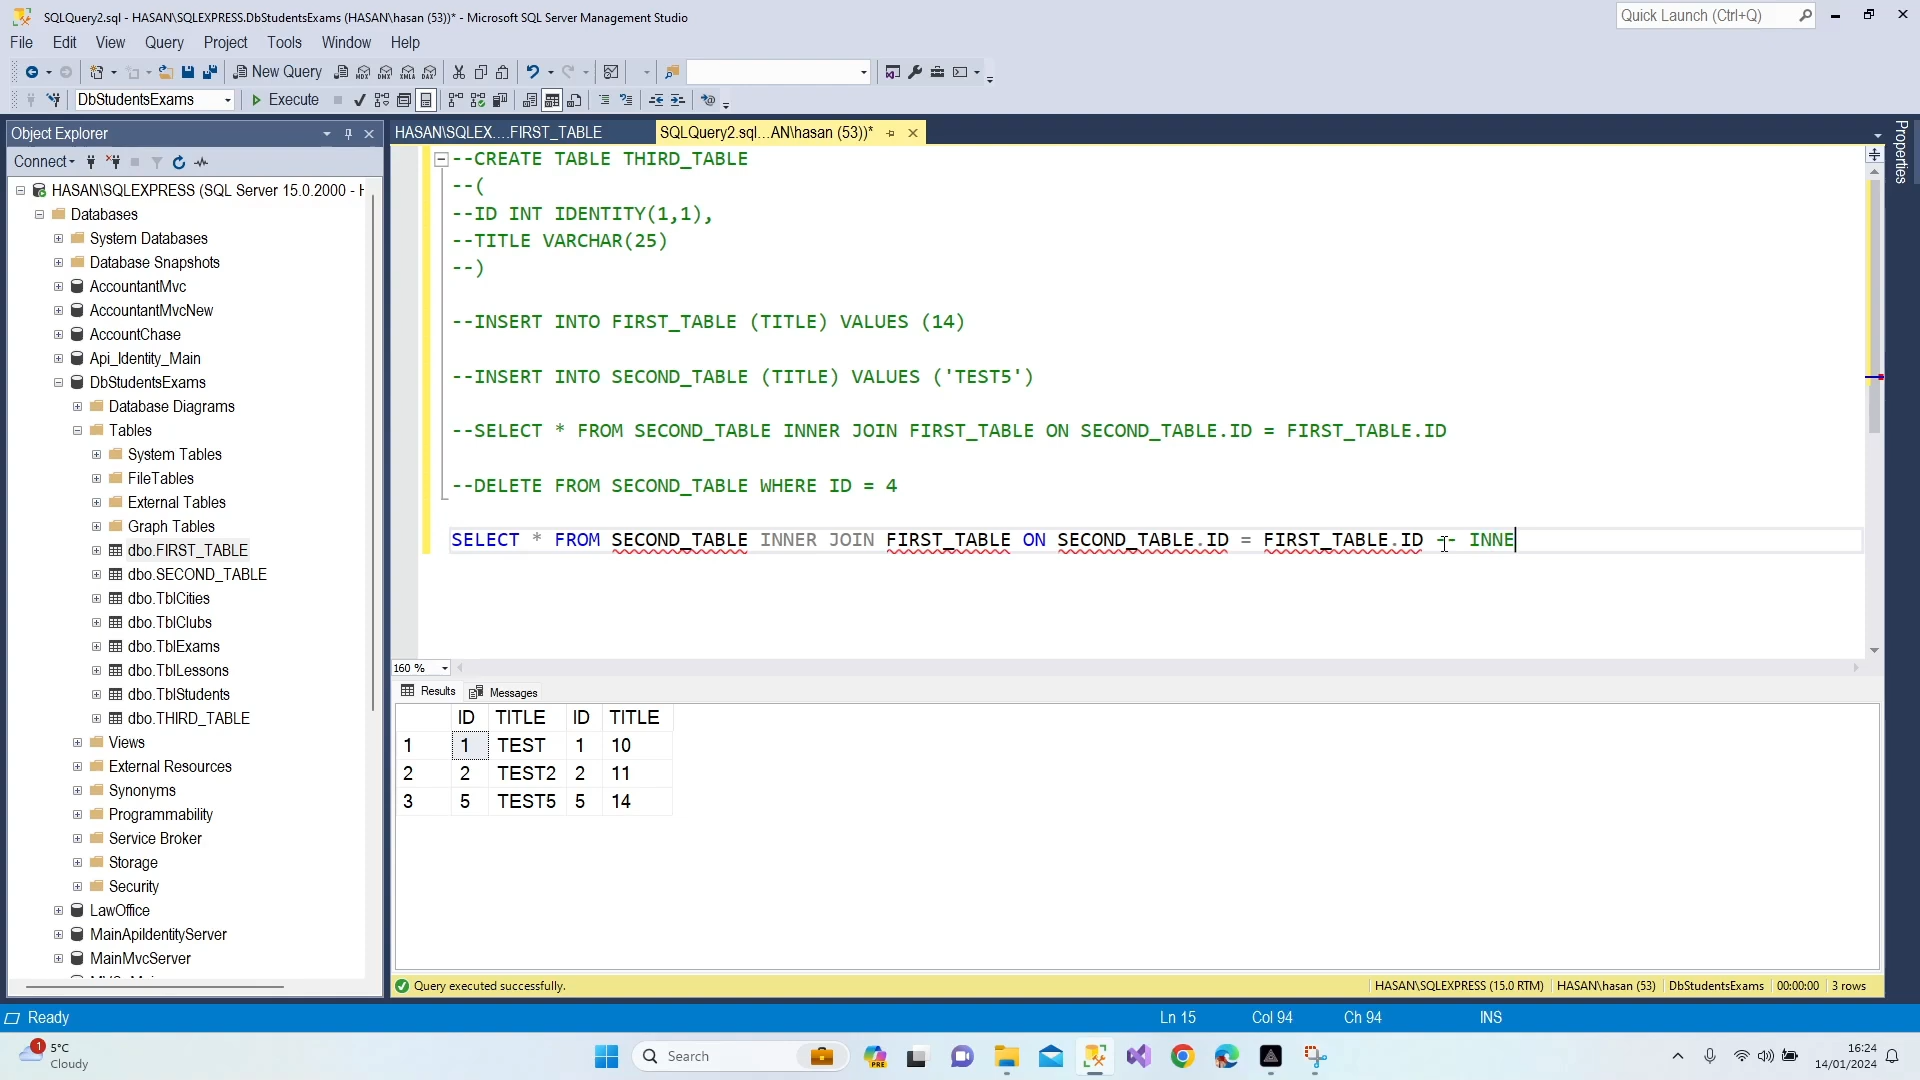 SQLQuery2.sql - HASAN\SQLEXPRESS.DbStudentsExams (HASAN\hasan (53))* - Microsoft SQL Server Management Studio
Quick Launch (Ctrl+Q)
File Edit View Query Project Tools Window Help
New Query
MDX DMX XMLA DAX
DbStudentsExams
Execute
Object Explorer
HASAN\SQLEX....FIRST_TABLE
SQLQuery2.sql...AN\hasan (53))*
Properties
Connect
HASAN\SQLEXPRESS (SQL Server 15.0.2000 - H
Databases
System Databases
Database Snapshots
AccountantMvc
AccountantMvcNew
AccountChase
Api_Identity_Main
DbStudentsExams
Database Diagrams
Tables
System Tables
FileTables
External Tables
Graph Tables
dbo.FIRST_TABLE
dbo.SECOND_TABLE
dbo.TblCities
dbo.TblClubs
dbo.TblExams
dbo.TblLessons
dbo.TblStudents
dbo.THIRD_TABLE
Views
External Resources
Synonyms
Programmability
Service Broker
Storage
Security
LawOffice
MainApiIdentityServer
MainMvcServer
--CREATE TABLE THIRD_TABLE
--(
--ID INT IDENTITY(1,1),
--TITLE VARCHAR(25)
--)
--INSERT INTO FIRST_TABLE (TITLE) VALUES (14)
--INSERT INTO SECOND_TABLE (TITLE) VALUES ('TEST5')
--SELECT * FROM SECOND_TABLE INNER JOIN FIRST_TABLE ON SECOND_TABLE.ID = FIRST_TABLE.ID
--DELETE FROM SECOND_TABLE WHERE ID = 4
SELECT * FROM SECOND_TABLE INNER JOIN FIRST_TABLE ON SECOND_TABLE.ID = FIRST_TABLE.ID -- INNE
160 %
Results Messages
ID TITLE ID TITLE
1 1 TEST 1 10
2 2 TEST2 2 11
3 5 TEST5 5 14
Query executed successfully.
HASAN\SQLEXPRESS (15.0 RTM) HASAN\hasan (53) DbStudentsExams 00:00:00 3 rows
Ready
Ln 15 Col 94 Ch 94 INS
1
5°C
Cloudy
Search
PRE
16:24
14/01/2024